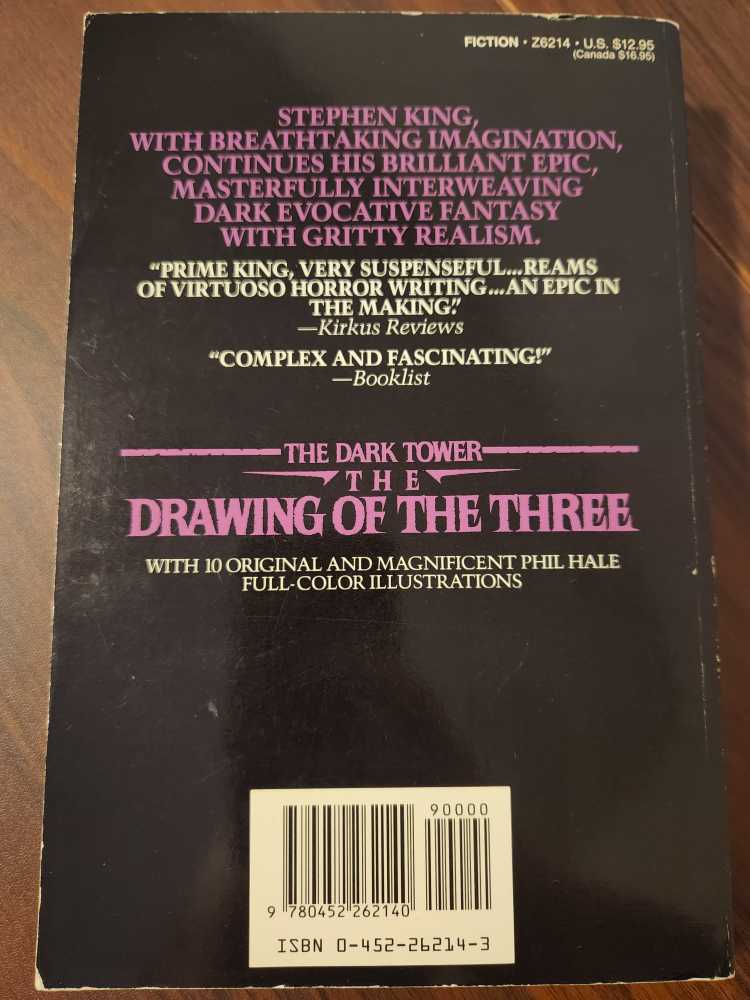 FICTION • Z6214 • U.S. $12.95
(Canada $16.95)
STEPHEN KING,
WITH BREATHTAKING IMAGINATION,
CONTINUES HIS BRILLIANT EPIC,
MASTERFULLY INTERWEAVING
DARK EVOCATIVE FANTASY
WITH GRITTY REALISM.
“PRIME KING, VERY SUSPENSEFUL...REAMS
OF VIRTUOSO HORROR WRITING...AN EPIC IN
THE MAKING.”
—Kirkus Reviews
“COMPLEX AND FASCINATING!”
—Booklist
THE DARK TOWER
THE
DRAWING OF THE THREE
WITH 10 ORIGINAL AND MAGNIFICENT PHIL HALE
FULL-COLOR ILLUSTRATIONS
90000
9 780452 262140
ISBN 0-452-26214-3